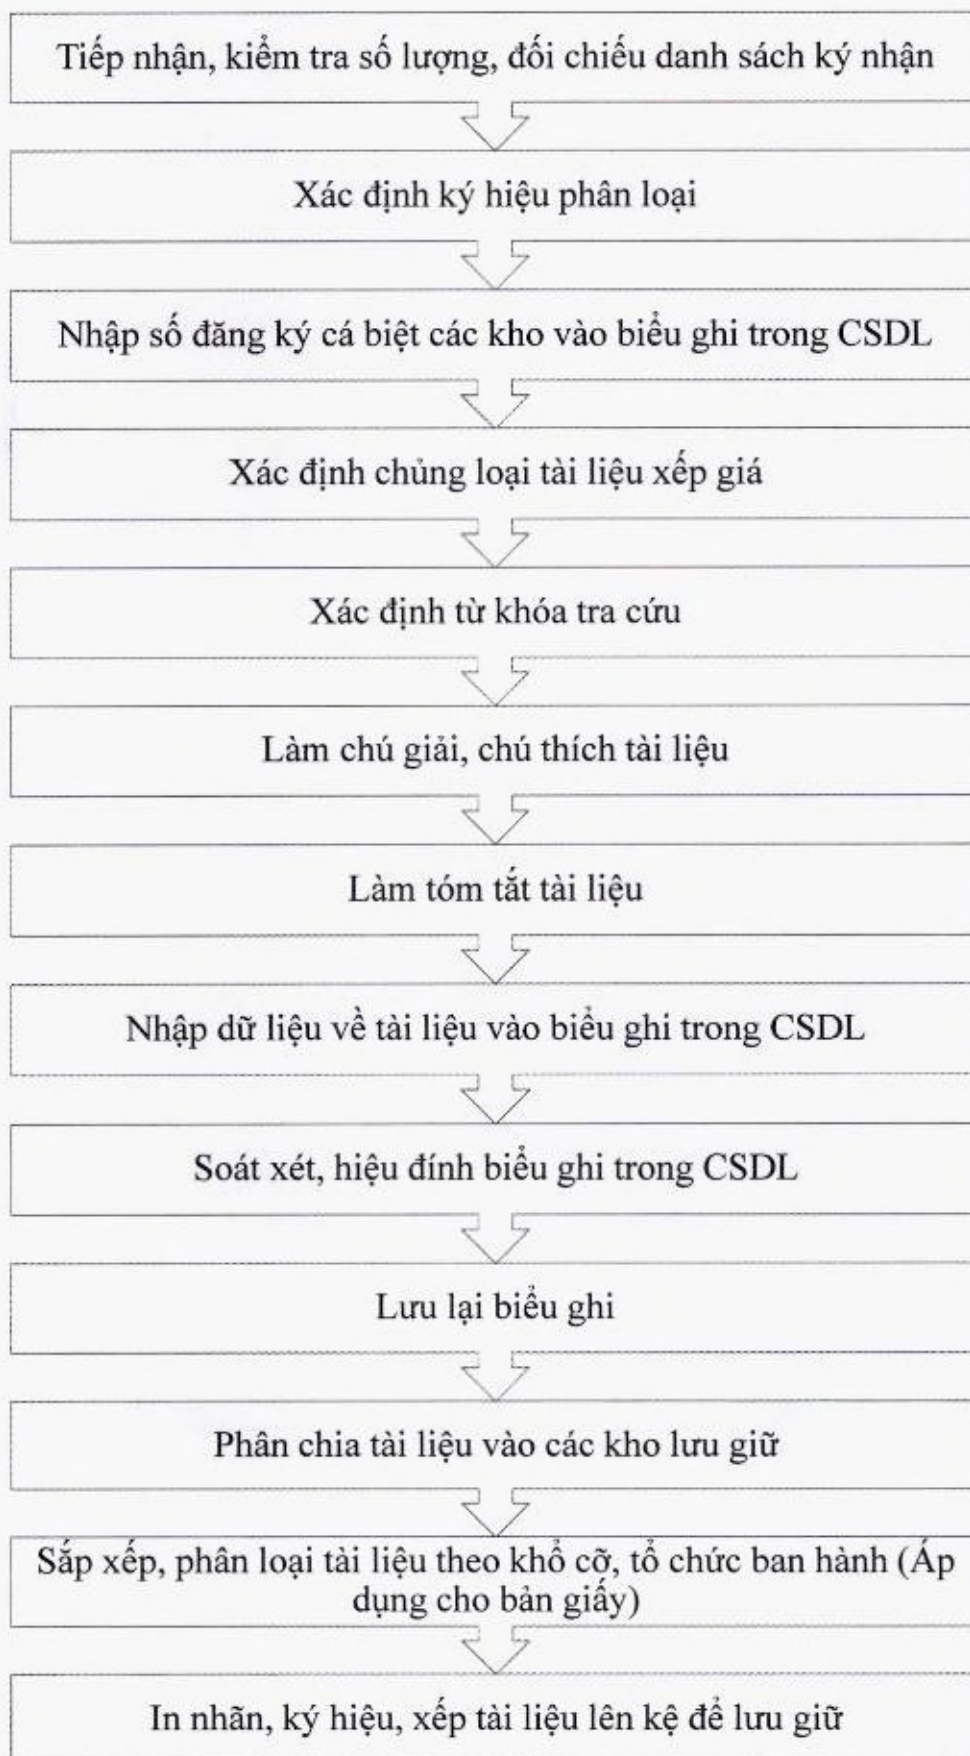 Tiếp nhận, kiểm tra số lượng, đối chiếu danh sách ký nhận
Xác định ký hiệu phân loại
Nhập số đăng ký cá biệt các kho vào biểu ghi trong CSDL
Xác định chủng loại tài liệu xếp giá
Xác định từ khóa tra cứu
Làm chú giải, chú thích tài liệu
Làm tóm tắt tài liệu
Nhập dữ liệu về tài liệu vào biểu ghi trong CSDL
Soát xét, hiệu đính biểu ghi trong CSDL
Lưu lại biểu ghi
Phân chia tài liệu vào các kho lưu giữ
Sắp xếp, phân loại tài liệu theo khổ cỡ, tổ chức ban hành (Áp
dụng cho bản giấy)
In nhãn, ký hiệu, xếp tài liệu lên kệ để lưu giữ